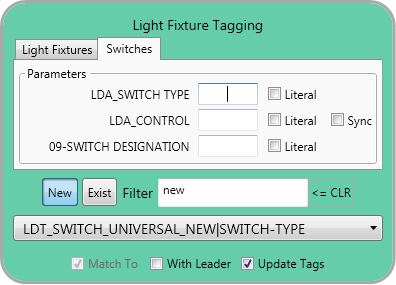 Light Fixture Tagging
Light Fixtures Switches
Parameters
LDA_SWITCH TYPE Literal
LDA_CONTROL Literal Sync
09-SWITCH DESIGNATION Literal
New Exist Filter new <= CLR
LDT_SWITCH_UNIVERSAL_NEW|SWITCH-TYPE
Match To With Leader Update Tags